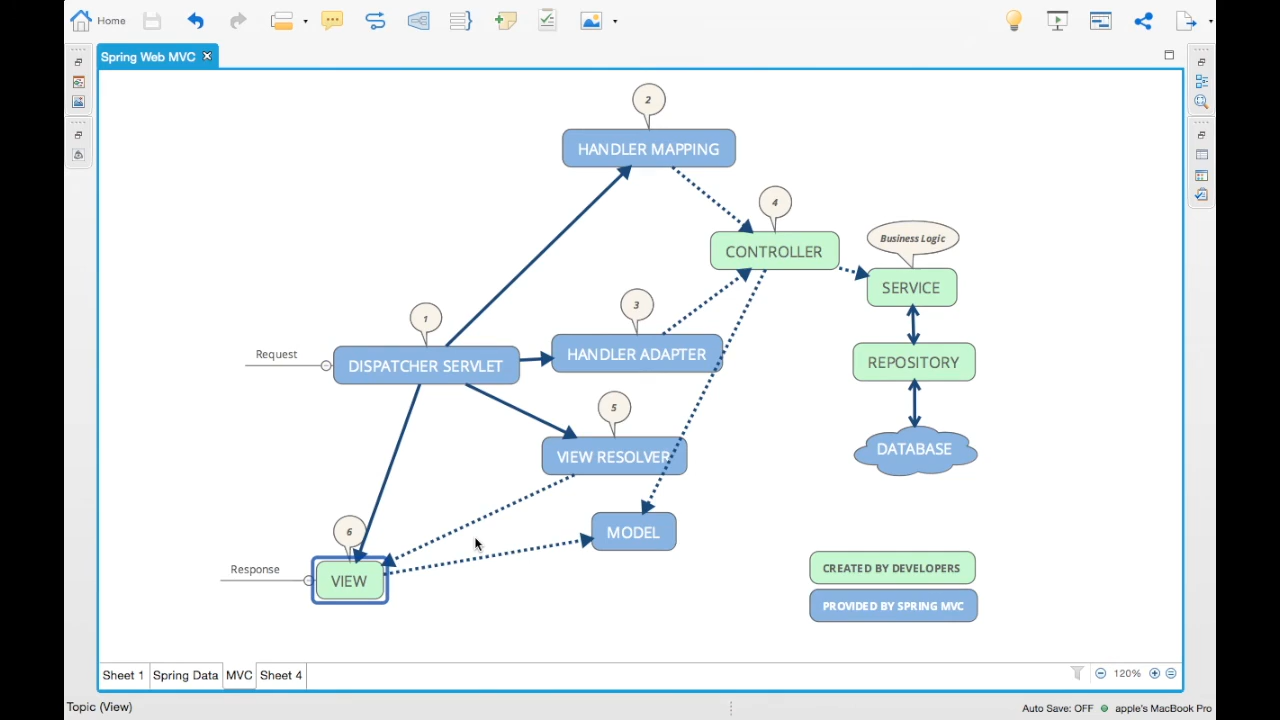 Home
Spring Web MVC
2
HANDLER MAPPING
4
CONTROLLER
Business Logic
SERVICE
1
3
Request
DISPATCHER SERVLET
HANDLER ADAPTER
REPOSITORY
5
VIEW RESOLVER
DATABASE
6
MODEL
Response
VIEW
CREATED BY DEVELOPERS
PROVIDED BY SPRING MVC
Sheet 1 Spring Data MVC Sheet 4
120%
Topic (View)
Auto Save: OFF apple's MacBook Pro